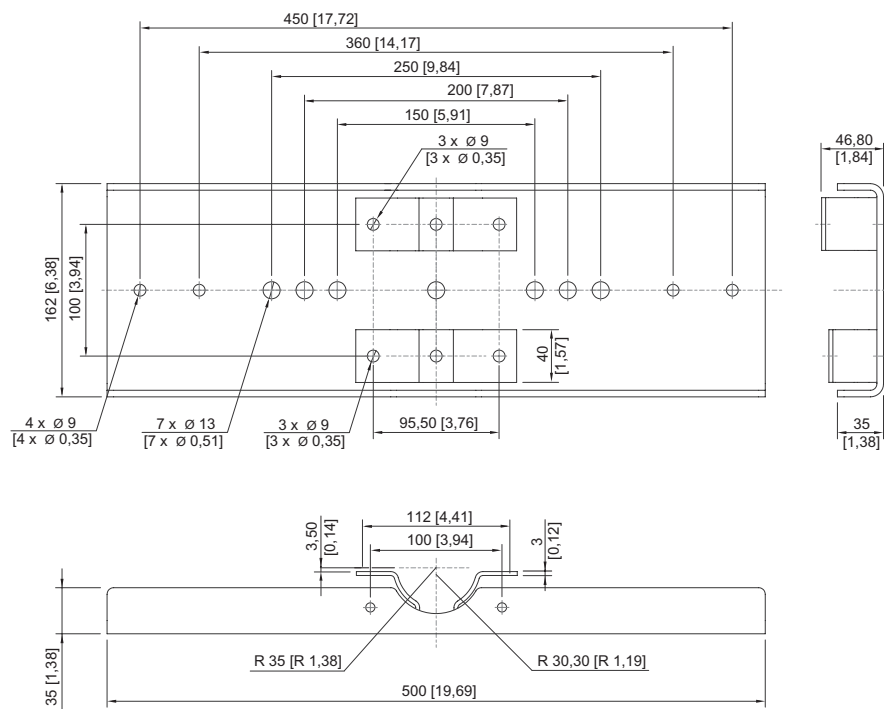 450 [17,72]
360 [14,17]
250 [9,84]
200 [7,87]
150 [5,91]
3 x Ø 9
[3 x Ø 0,35]
46,80
[1,84]
162 [6,38]
100 [3,94]
40
[1,57]
4 x Ø 9
[4 x Ø 0,35]
7 x Ø 13
[7 x Ø 0,51]
3 x Ø 9
[3 x Ø 0,35]
95,50 [3,76]
35
[1,38]
3,50
[0,14]
112 [4,41]
100 [3,94]
3
[0,12]
35 [1,38]
R 35 [R 1,38]
R 30,30 [R 1,19]
500 [19,69]